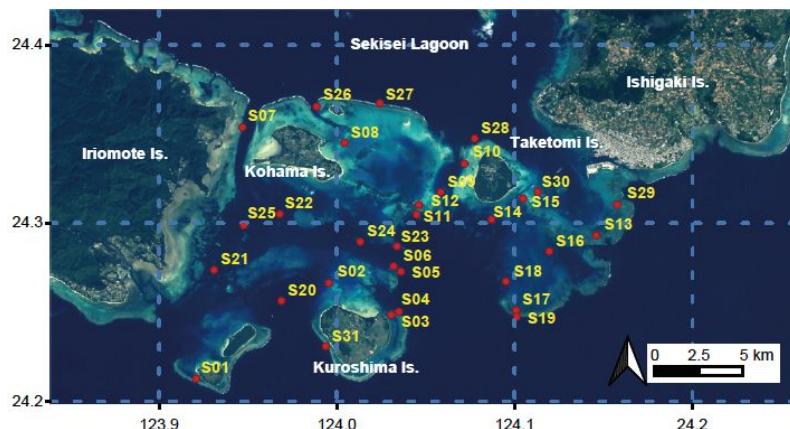 24.4
Sekisei Lagoon
Ishigaki Is.
S26
S27
S07
S28
S08
Taketomi Is.
Iriomote Is.
S10
Kohama Is.
S09
S30
S29
S12
S15
S22
S11
24.3
S25
S14
S13
S24
S23
S16
S06
S21
S02
S05
S18
S20
S04
S17
S03
S19
S31
0 2.5 5 km
S01
Kuroshima Is.
24.2
123.9 124.0 24.1 24.2